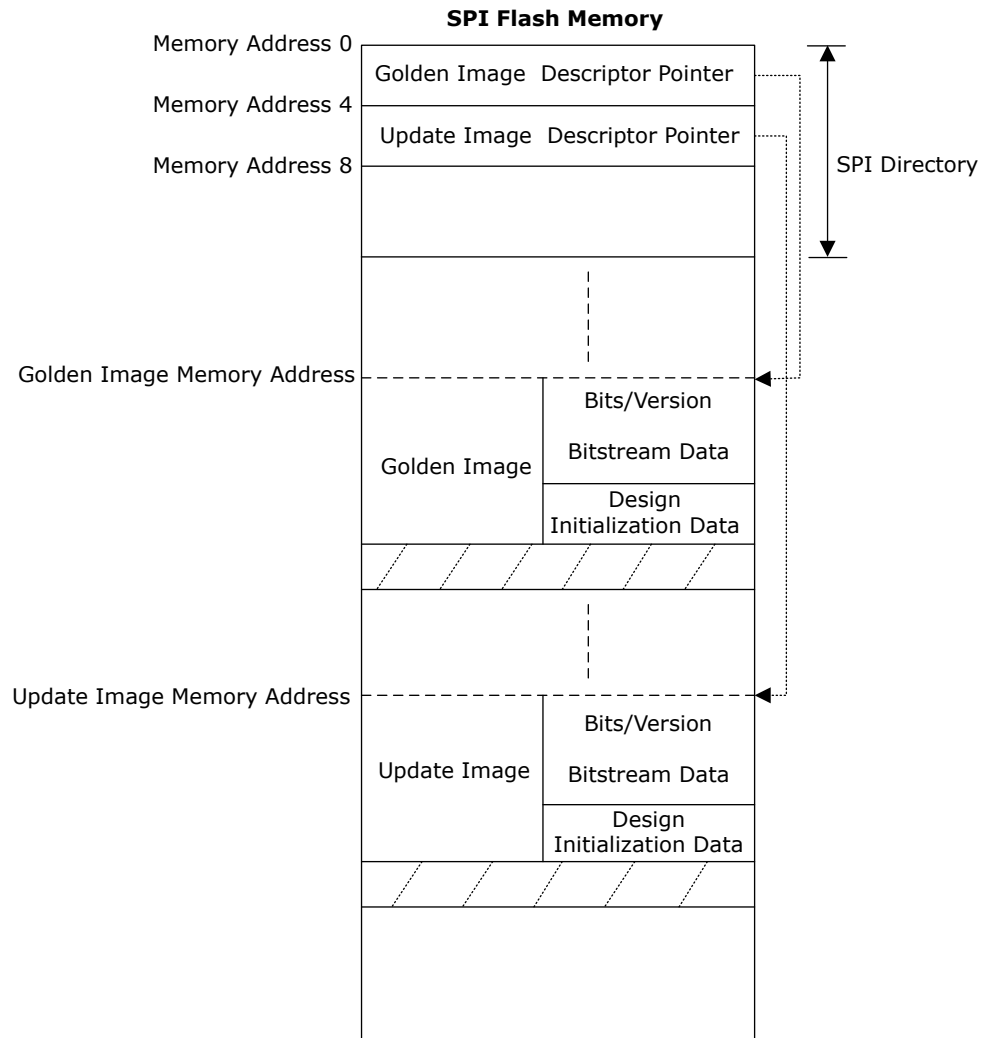 SPI Flash Memory
Memory Address 0
Golden Image Descriptor Pointer
Memory Address 4
Update Image Descriptor Pointer
Memory Address 8
SPI Directory
Golden Image Memory Address
Bits/Version
Bitstream Data
Golden Image
Design
Initialization Data
Update Image Memory Address
Bits/Version
Bitstream Data
Update Image
Design
Initialization Data